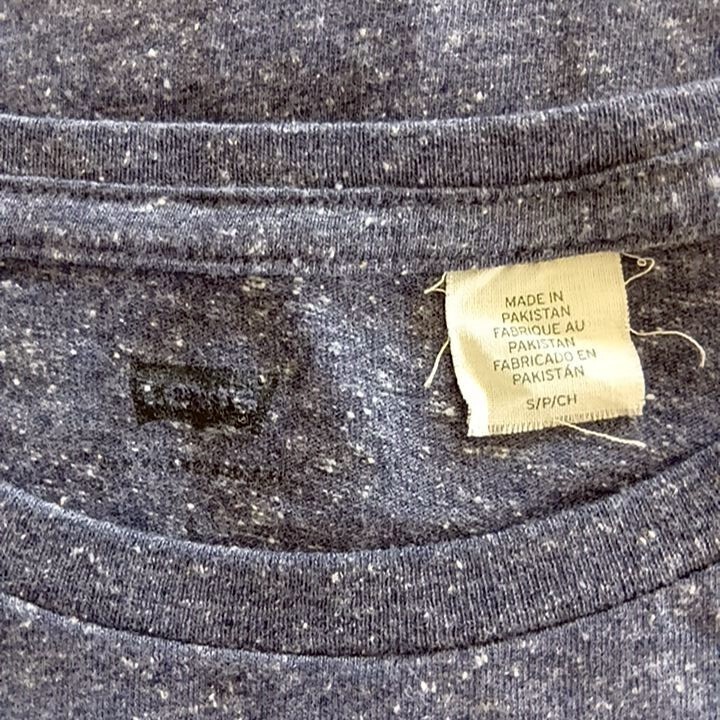 MADE IN
PAKISTAN
FABRIQUE AU
PAKISTAN
FABRICADO EN
PAKISTÁN
S/P/CH